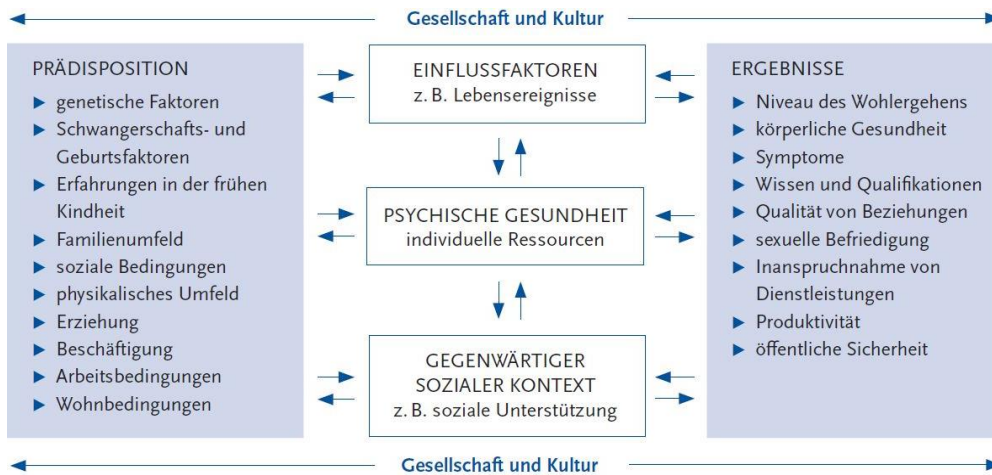 Gesellschaft und Kultur
PRÄDISPOSITION
► genetische Faktoren
► Schwangerschafts- und
Geburtsfaktoren
► Erfahrungen in der frühen
Kindheit
► Familienumfeld
► soziale Bedingungen
► physikalisches Umfeld
► Erziehung
► Beschäftigung
► Arbeitsbedingungen
► Wohnbedingungen
EINFLUSSFAKTOREN
z. B. Lebensereignisse
PSYCHISCHE GESUNDHEIT
individuelle Ressourcen
GEGENWÄRTIGER
SOZIALER KONTEXT
z. B. soziale Unterstützung
ERGEBNISSE
► Niveau des Wohlergehens
► körperliche Gesundheit
► Symptome
► Wissen und Qualifikationen
► Qualität von Beziehungen
► sexuelle Befriedigung
► Inanspruchnahme von
Dienstleistungen
► Produktivität
► öffentliche Sicherheit
Gesellschaft und Kultur